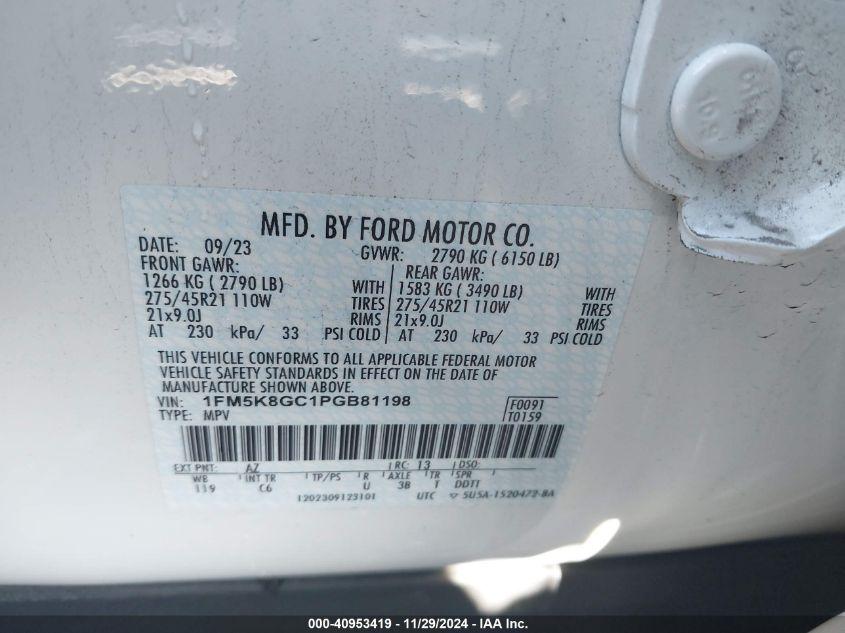 MFD. BY FORD MOTOR CO.
DATE: 09/23 GVWR: 2790 KG ( 6150 LB)
FRONT GAWR: REAR GAWR:
1266 KG ( 2790 LB) WITH 1583 KG ( 3490 LB) WITH
275/45R21 110W TIRES 275/45R21 110W TIRES
21x9.0J RIMS 21x9.0J RIMS
AT 230 kPa/ 33 PSI COLD AT 230 kPa/ 33 PSI COLD
THIS VEHICLE CONFORMS TO ALL APPLICABLE FEDERAL MOTOR
VEHICLE SAFETY STANDARDS IN EFFECT ON THE DATE OF
MANUFACTURE SHOWN ABOVE.
VIN: 1FM5K8GC1PGB81198 F0091
TYPE: MPV T0159
EXT PNT: AZ RC: 13 DSO:
WB INT TR TP/PS R AXLE TR SPR
119 C6 U 3B T DDTT
1202309123101 UTC ▽ 5U5A-1520472-BA
000-40953419 - 11/29/2024 - IAA Inc.